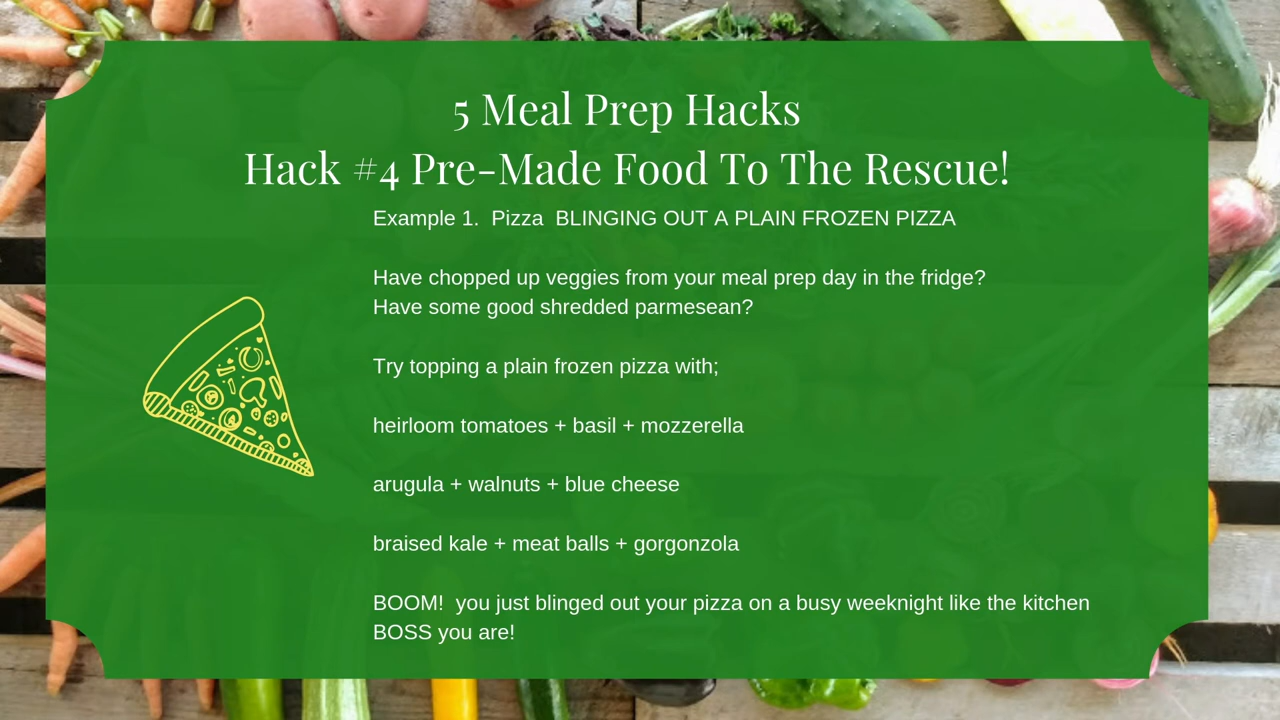 5 Meal Prep Hacks
Hack #4 Pre-Made Food To The Rescue!
Example 1.  Pizza  BLINGING OUT A PLAIN FROZEN PIZZA
Have chopped up veggies from your meal prep day in the fridge?
Have some good shredded parmesean?
Try topping a plain frozen pizza with;
heirloom tomatoes + basil + mozzerella
arugula + walnuts + blue cheese
braised kale + meat balls + gorgonzola
BOOM!  you just blinged out your pizza on a busy weeknight like the kitchen
BOSS you are!